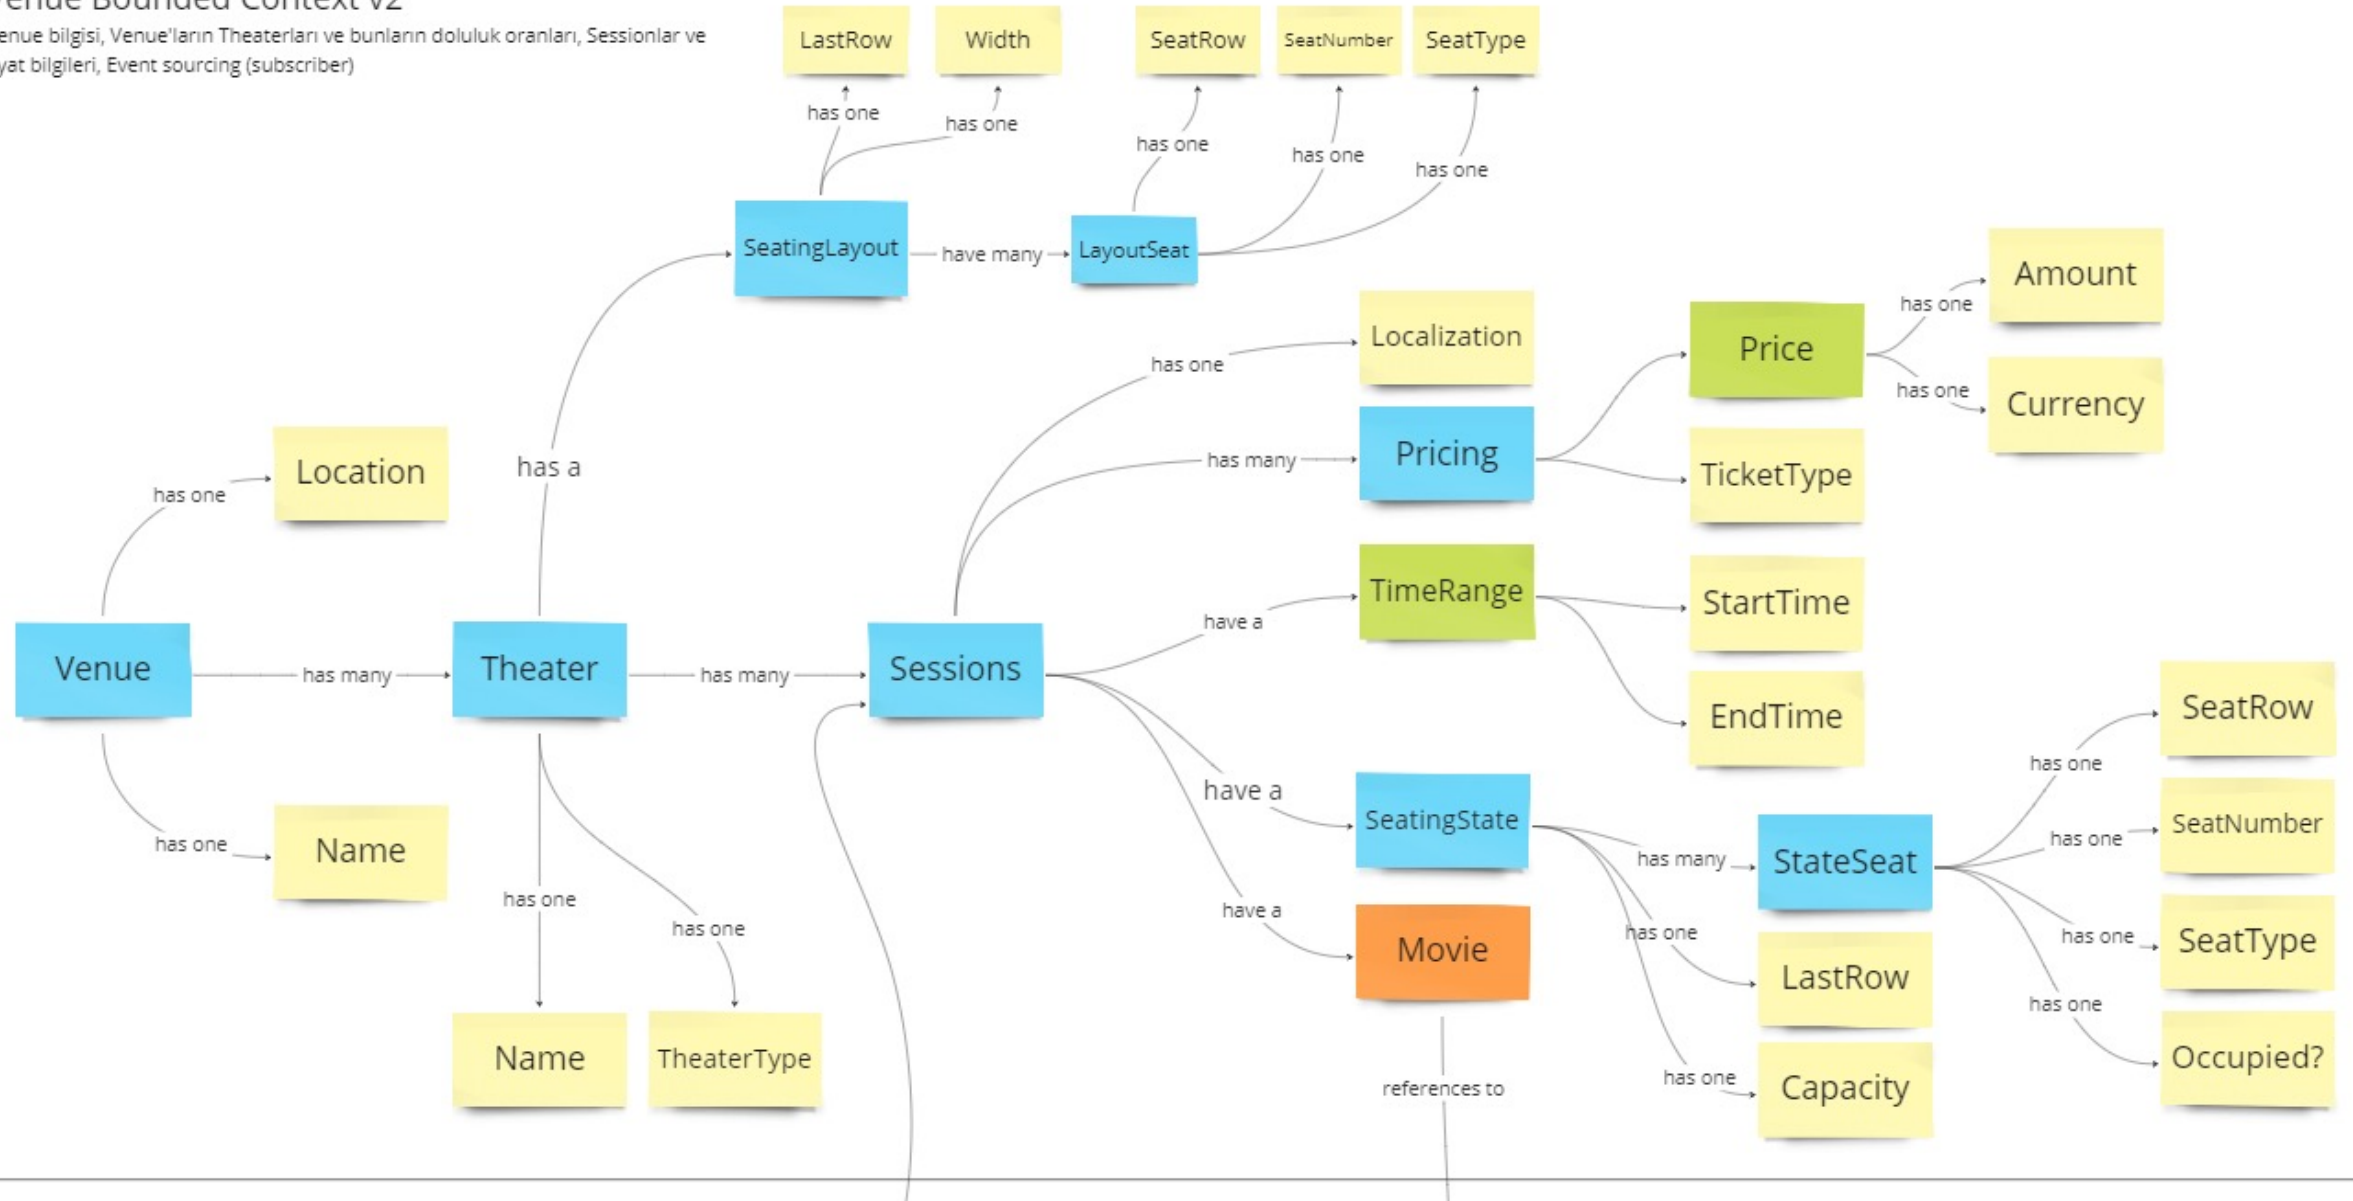 enue Bounded Context v2
enue bilgisi, Venue'ların Theaterları ve bunların doluluk oranları, Sessionlar ve
yat bilgileri, Event sourcing (subscriber)
LastRow
Width
SeatRow
SeatNumber
SeatType
has one
has one
has one
has one
has one
SeatingLayout
have many
LayoutSeat
Amount
has one
Localization
Price
has one
has one
Currency
Location
has a
has many
Pricing
TicketType
has one
TimeRange
StartTime
have a
Venue
has many
Theater
has many
Sessions
EndTime
SeatRow
has one
have a
SeatingState
SeatNumber
has one
has one
Name
has many
StateSeat
has one
has one
have a
has one
has one
SeatType
Movie
LastRow
has one
Name
TheaterType
has one
Capacity
Occupied?
references to